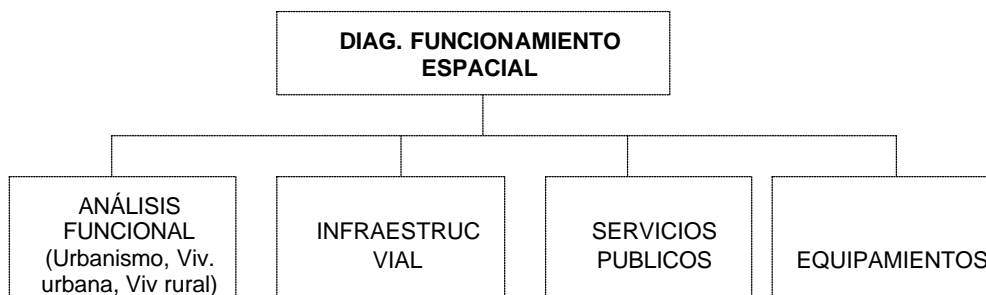 DIAG. FUNCIONAMIENTO
ESPACIAL
ANÁLISIS
FUNCIONAL
(Urbanismo, Viv.
urbana, Viv rural)
INFRAESTRUC
VIAL
SERVICIOS
PUBLICOS
EQUIPAMIENTOS